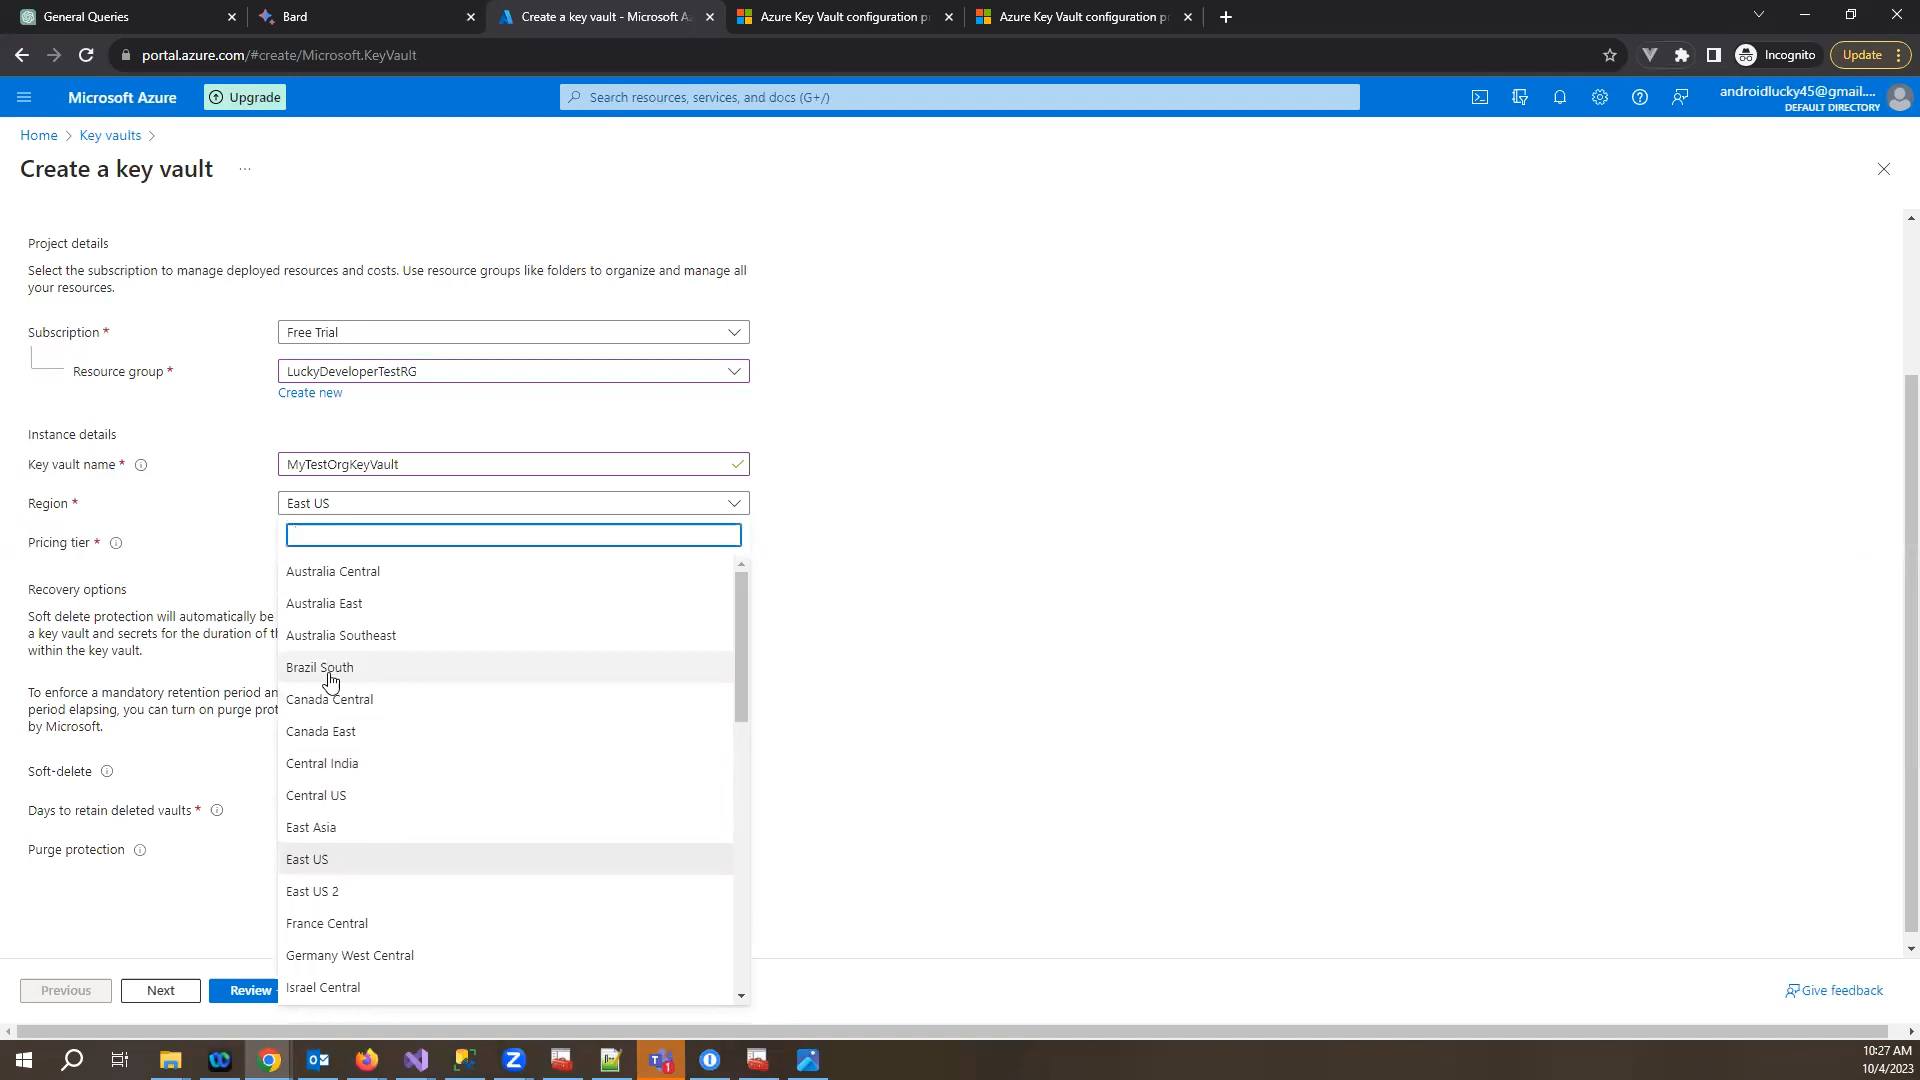 General Queries
Bard
Create a key vault - Microsoft A
Azure Key Vault configuration p
Azure Key Vault configuration p
portal.azure.com/#create/Microsoft.KeyVault
Incognito
Update
Microsoft Azure
Upgrade
Search resources, services, and docs (G+/)
androidlucky45@gmail....
DEFAULT DIRECTORY
Home > Key vaults >
Create a key vault ...
Project details
Select the subscription to manage deployed resources and costs. Use resource groups like folders to organize and manage all
your resources.
Subscription *
Free Trial
Resource group *
LuckyDeveloperTestRG
Create new
Instance details
Key vault name *
MyTestOrgKeyVault
Region *
East US
Pricing tier *
Australia Central
Australia East
Australia Southeast
Brazil South
Canada Central
Canada East
Central India
Central US
East Asia
East US
East US 2
France Central
Germany West Central
Israel Central
Recovery options
Soft delete protection will automatically be
a key vault and secrets for the duration of th
within the key vault.
To enforce a mandatory retention period an
period elapsing, you can turn on purge prot
by Microsoft.
Soft-delete
Days to retain deleted vaults *
Purge protection
Previous
Next
Review
Give feedback
10:27 AM
10/4/2023